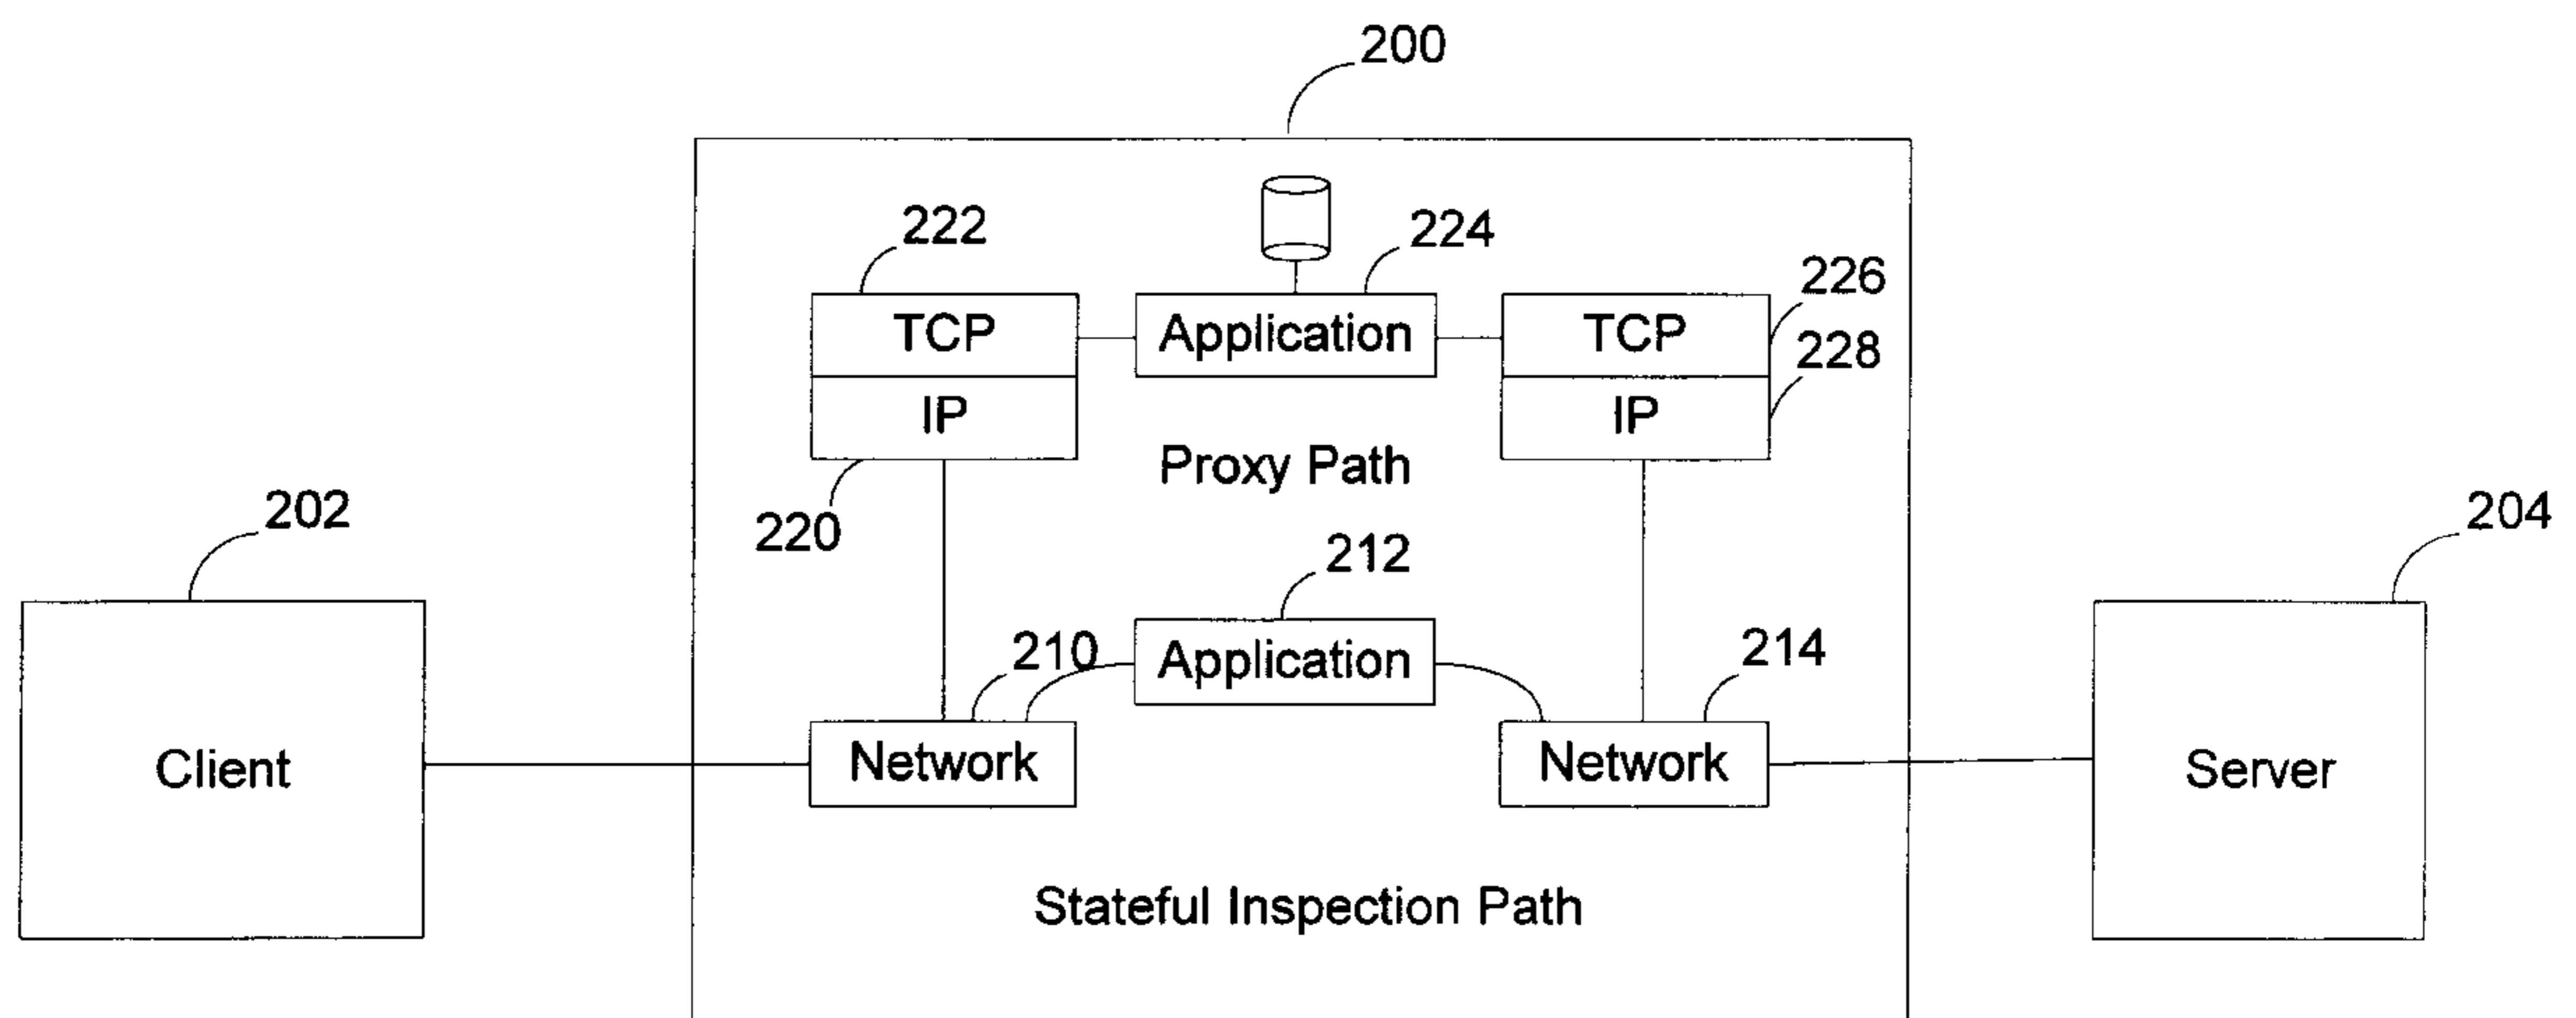 200
222
224
226
TCP
Application
TCP
228
IP
IP
Proxy Path
202
220
204
212
210
Application
214
Network
Network
Client
Server
Stateful Inspection Path